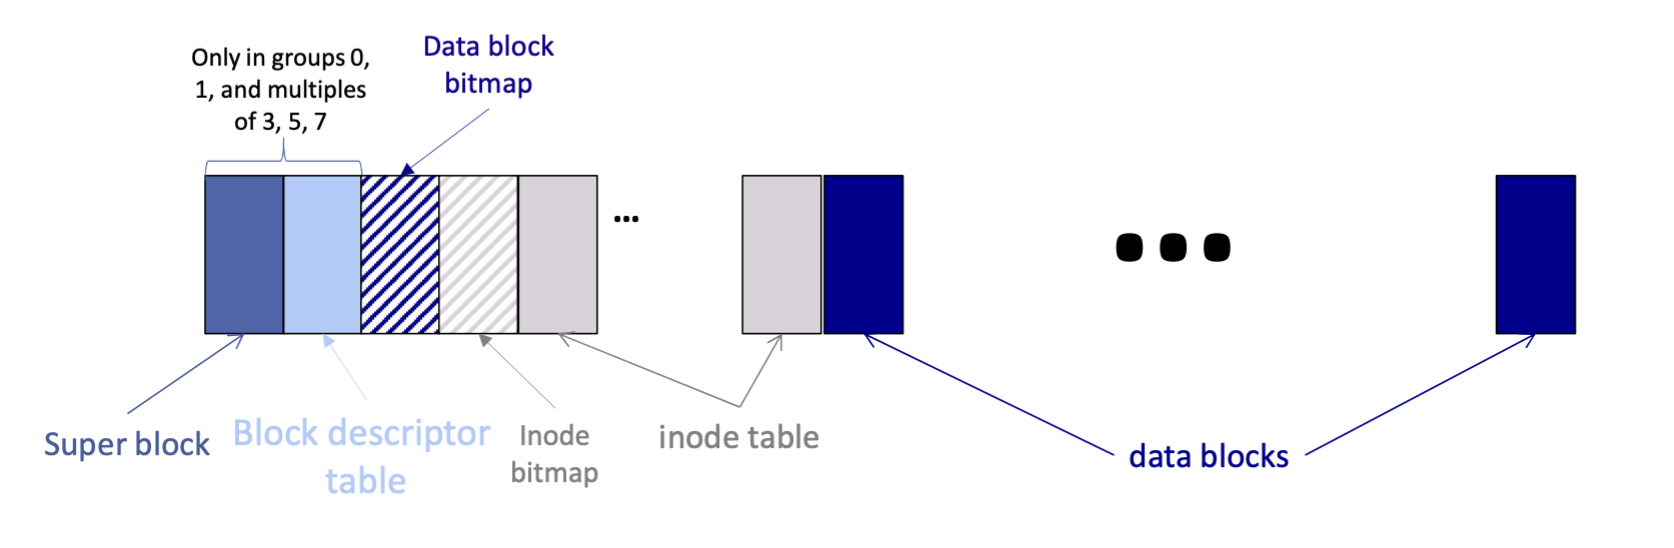 Only in groups 0,
1, and multiples
of 3, 5, 7
Data block
bitmap
...
Super block
Block descriptor
table
Inode
bitmap
inode table
data blocks